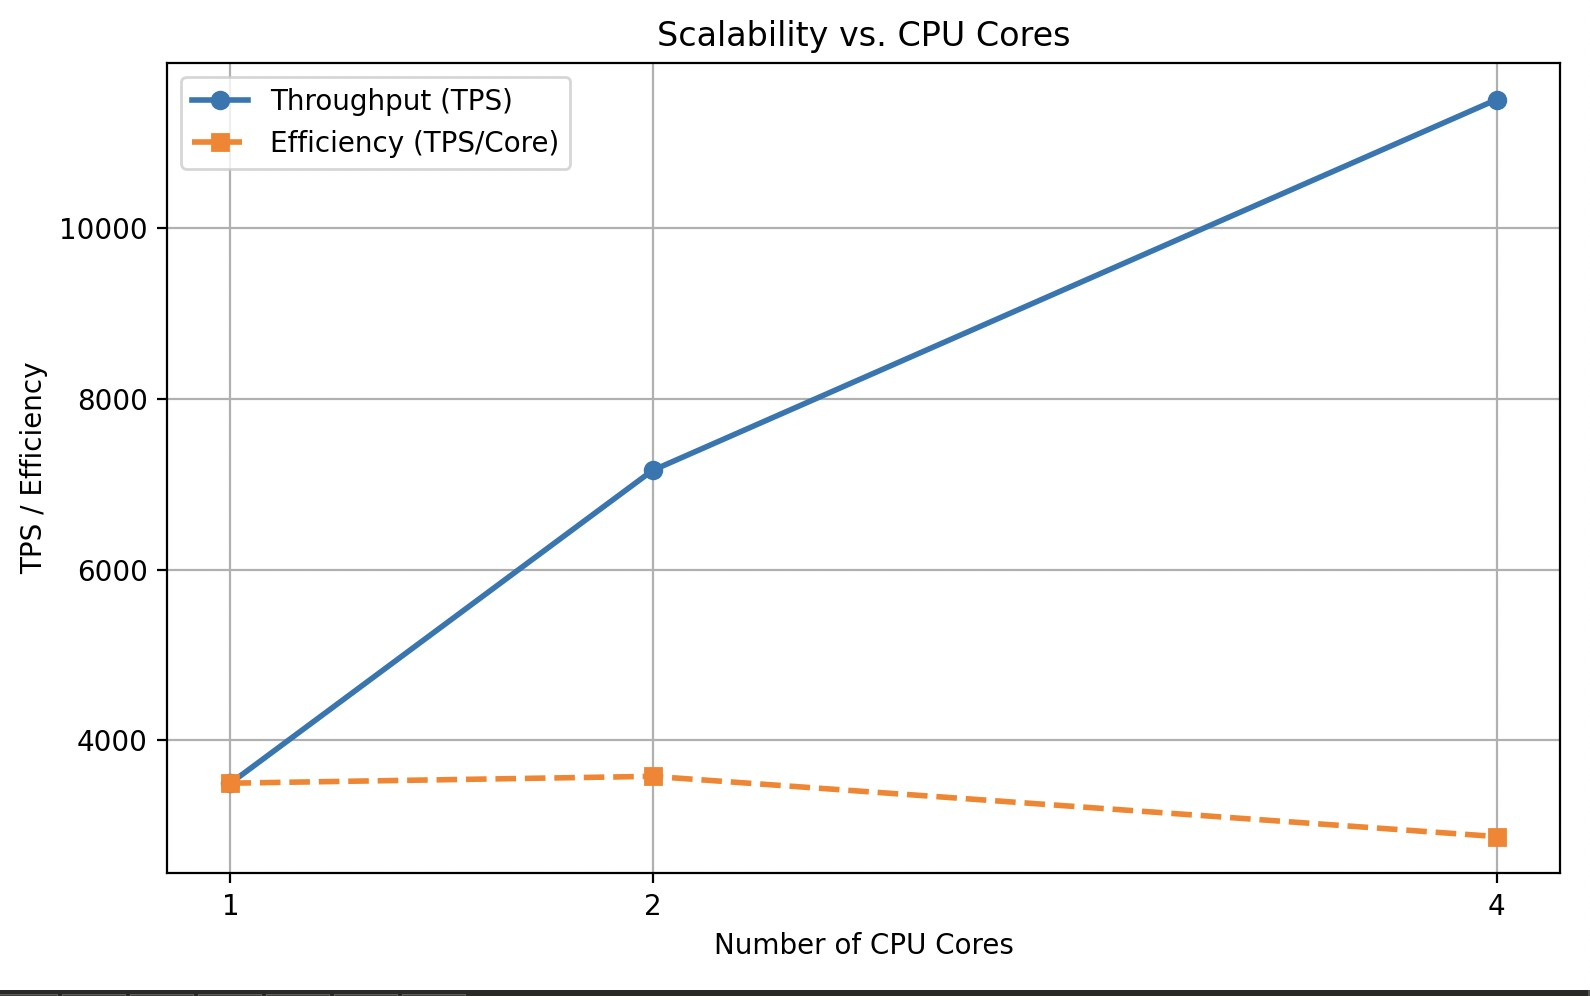 Scalability vs. CPU Cores
Throughput (TPS)
Efficiency (TPS/Core)
10000
8000
6000
4000
TPS / Efficiency
1
2
4
Number of CPU Cores